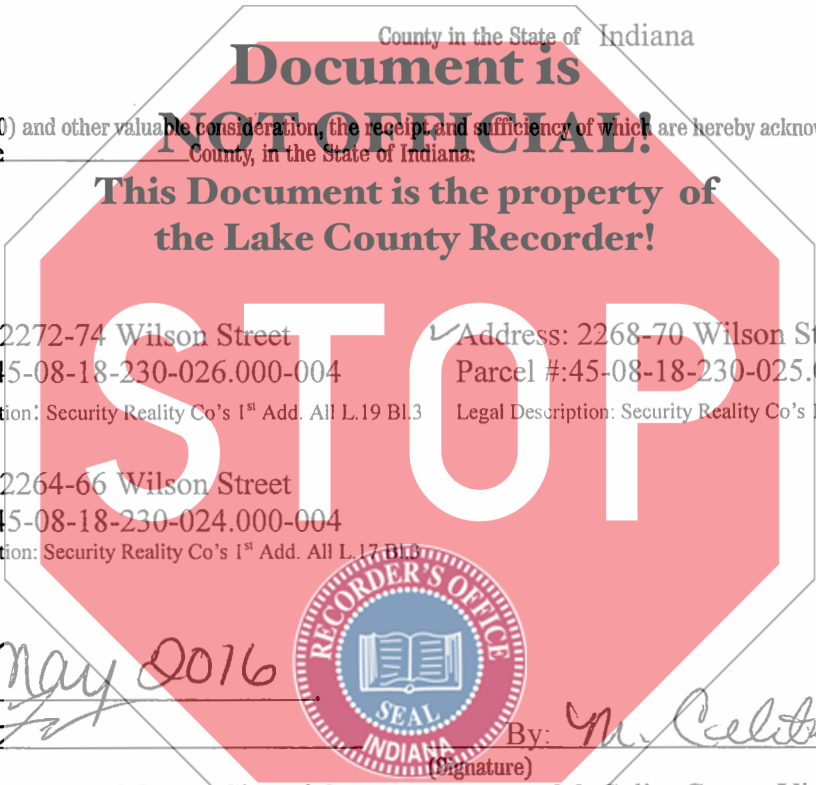 County in the State of Indiana
Document is
NOT OFFICIAL!
0) and other valuable consideration, the receipt and sufficiency of which are hereby acknow
County, in the State of Indiana:
This Document is the property of
the Lake County Recorder!
STOP
2272-74 Wilson Street ✓Address: 2268-70 Wilson St
45-08-18-230-026.000-004 Parcel #:45-08-18-230-025.0
tion: Security Reality Co's 1st Add. All L.19 Bl.3 Legal Description: Security Reality Co's 1
2264-66 Wilson Street
45-08-18-230-024.000-004
tion: Security Reality Co's 1st Add. All L.17 Bl.3
RECORDER'S OFFICE
SEAL
INDIANA
May 2016
By: M.
(Signature)